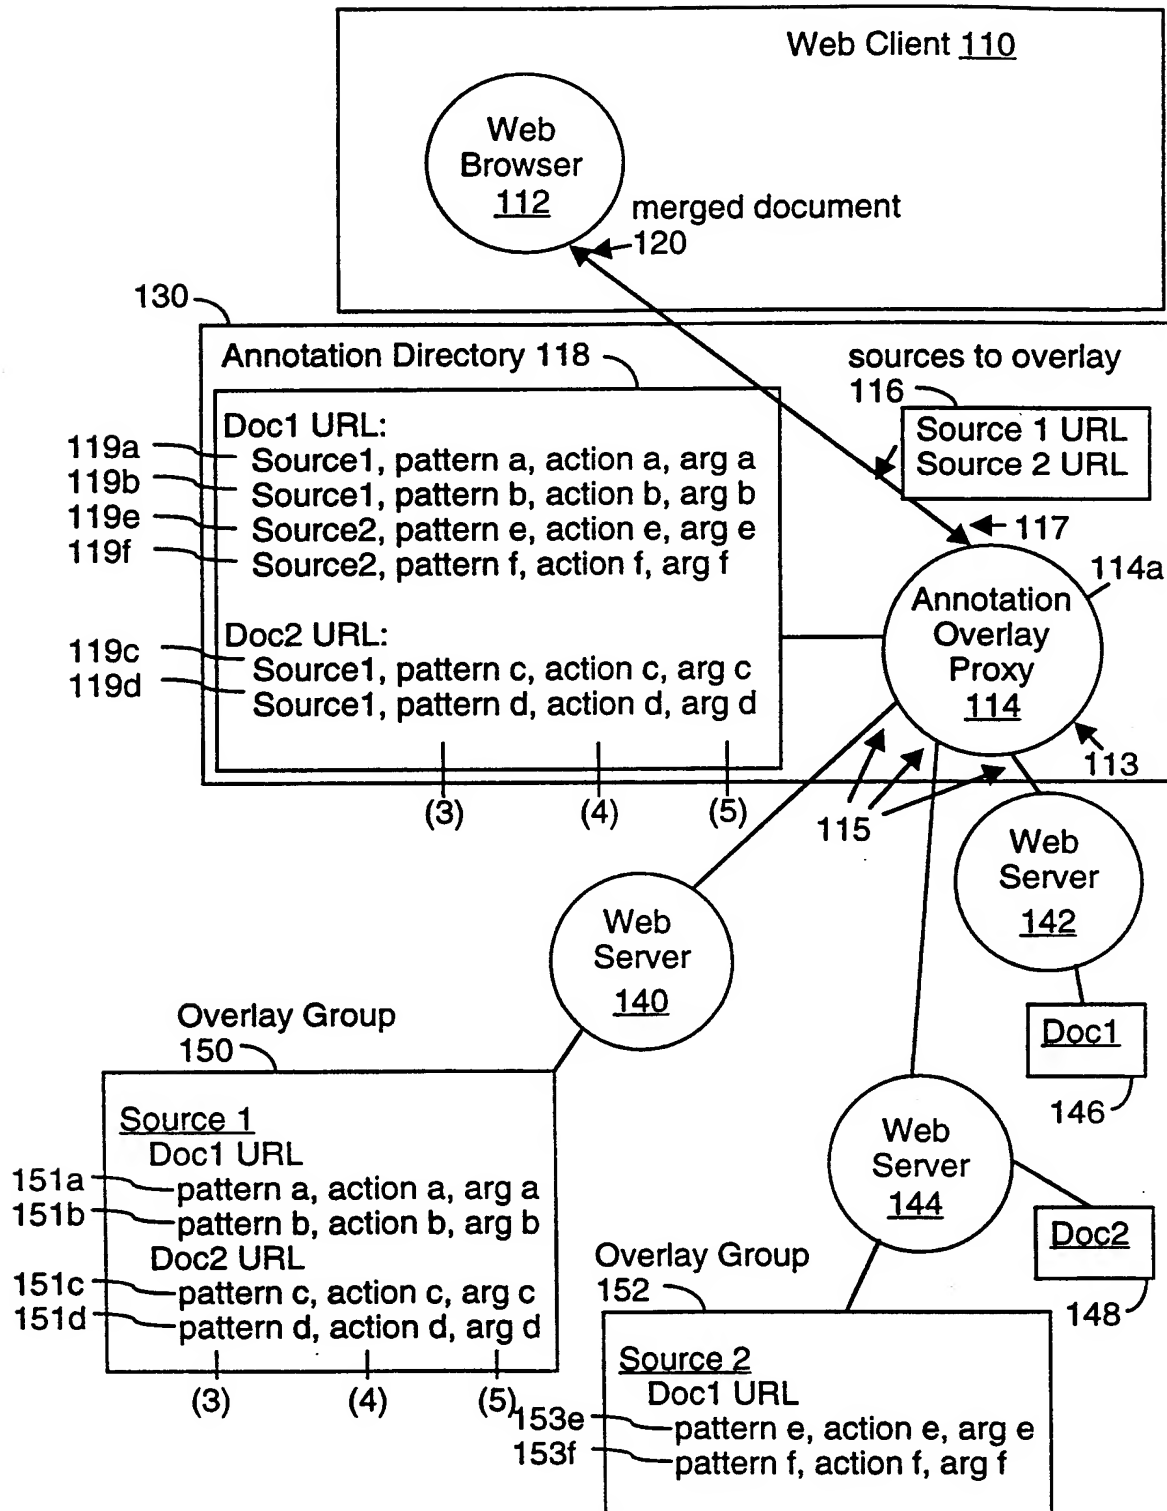 Web Client 110
Web
Browser
112
merged document
120
130
Annotation Directory 118
sources to overlay
116
Source 1 URL
Source 2 URL
Doc1 URL:
119a
Source1, pattern a, action a, arg a
119b
Source1, pattern b, action b, arg b
119e
Source2, pattern e, action e, arg e
119f
Source2, pattern f, action f, arg f
117
114a
Annotation
Overlay
Proxy
114
Doc2 URL:
119c
Source1, pattern c, action c, arg c
119d
Source1, pattern d, action d, arg d
113
(3)
(4)
(5)
115
Web
Server
142
Web
Server
140
Doc1
146
Overlay Group
150
Source 1
Doc1 URL
151a
pattern a, action a, arg a
151b
pattern b, action b, arg b
Doc2 URL
151c
pattern c, action c, arg c
151d
pattern d, action d, arg d
(3)
(4)
(5)
Web
Server
144
Doc2
148
Overlay Group
152
Source 2
Doc1 URL
153e
pattern e, action e, arg e
153f
pattern f, action f, arg f